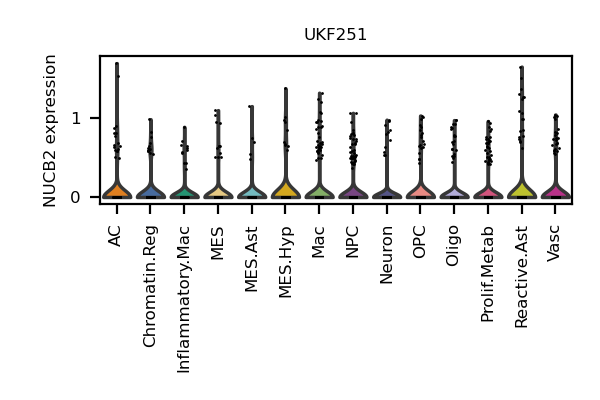 UKF251
NUCB2 expression
1
0
AC
Chromatin.Reg
Inflammatory.Mac
MES
MES.Ast
MES.Hyp
Mac
NPC
Neuron
OPC
Oligo
Prolif.Metab
Reactive.Ast
Vasc